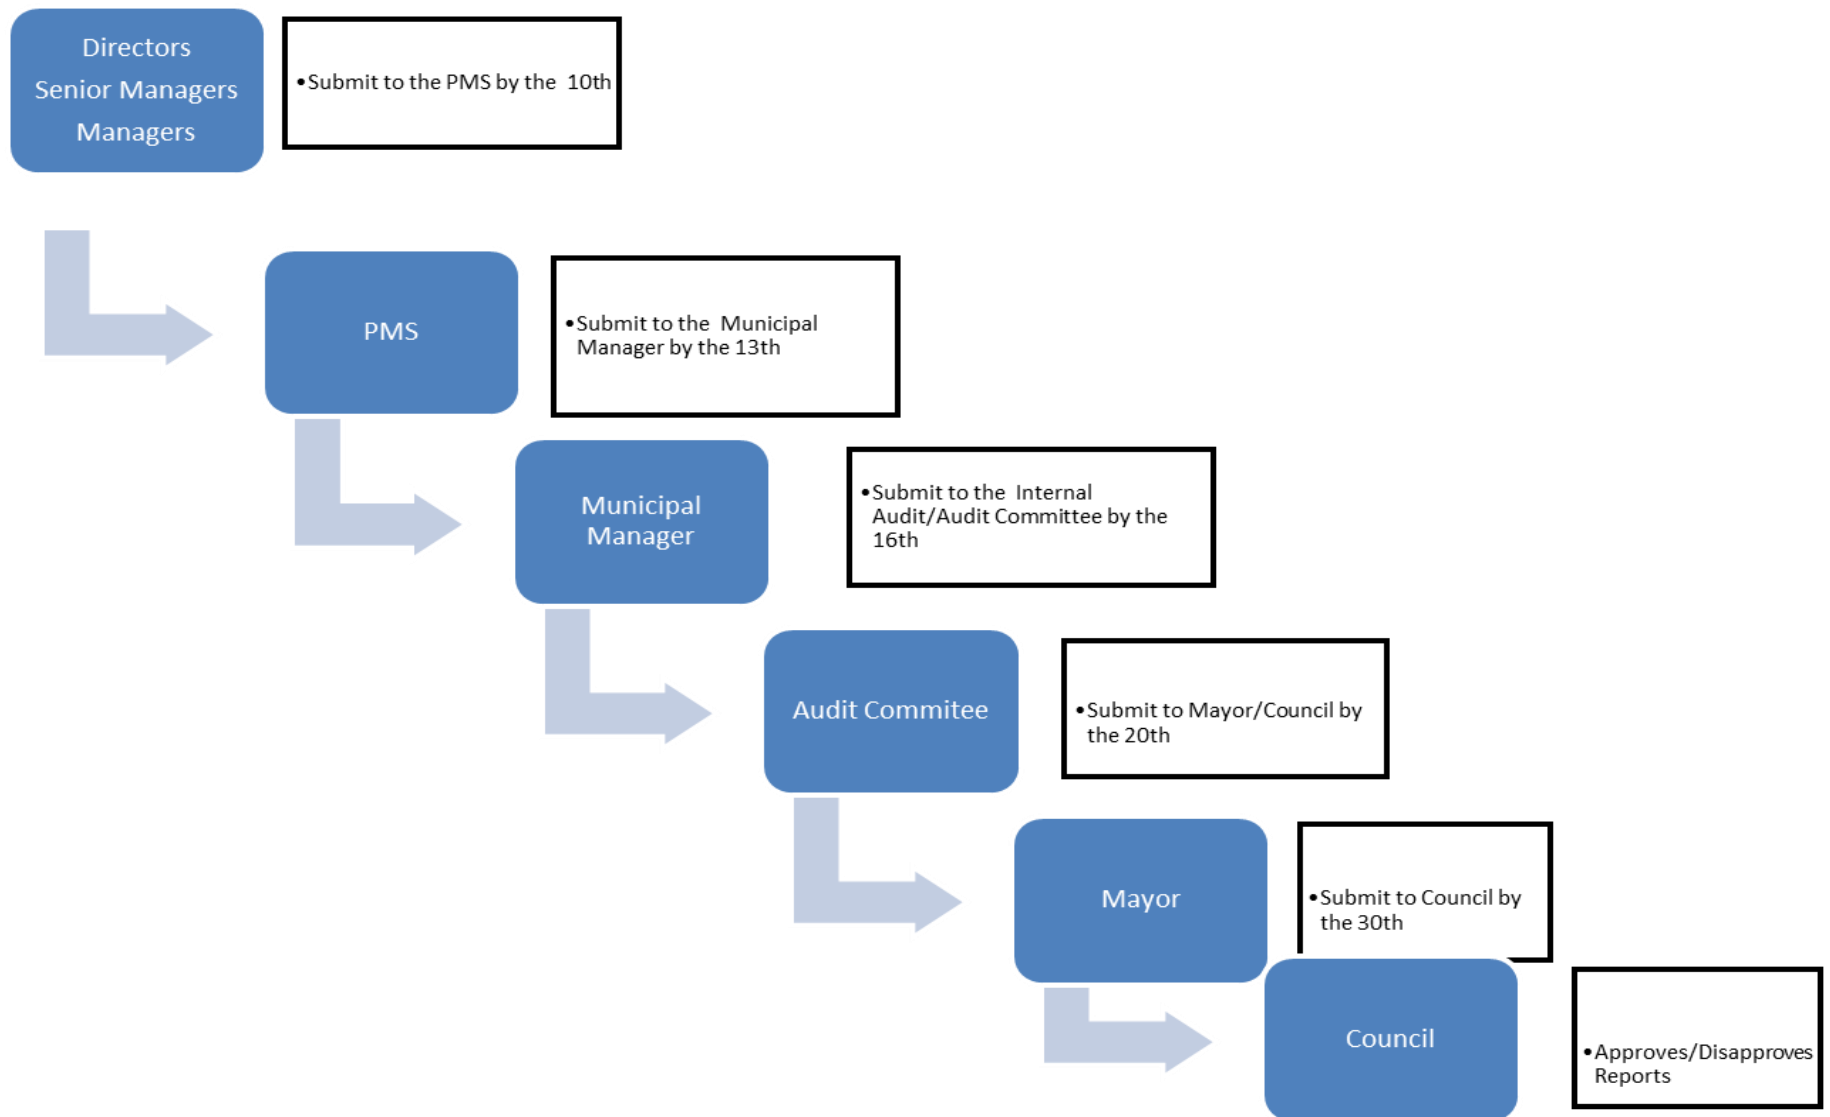 Directors
Senior Managers
Managers
•Submit to the PMS by the 10th
PMS
•Submit to the Municipal
Manager by the 13th
Municipal
Manager
•Submit to the Internal
Audit/Audit Committee by the
16th
Audit Commitee
•Submit to Mayor/Council by
the 20th
Mayor
•Submit to Council by
the 30th
Council
•Approves/Disapproves
Reports